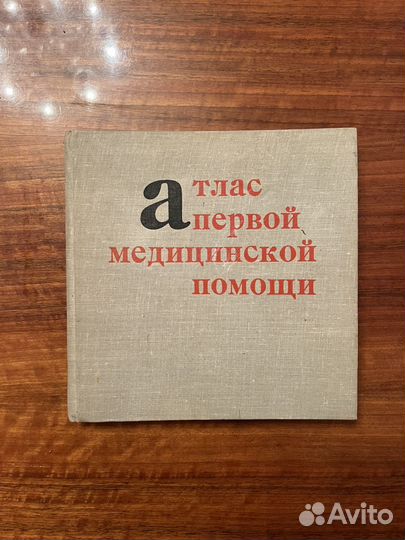 атлас
первой
медицинской
помощи
Avito